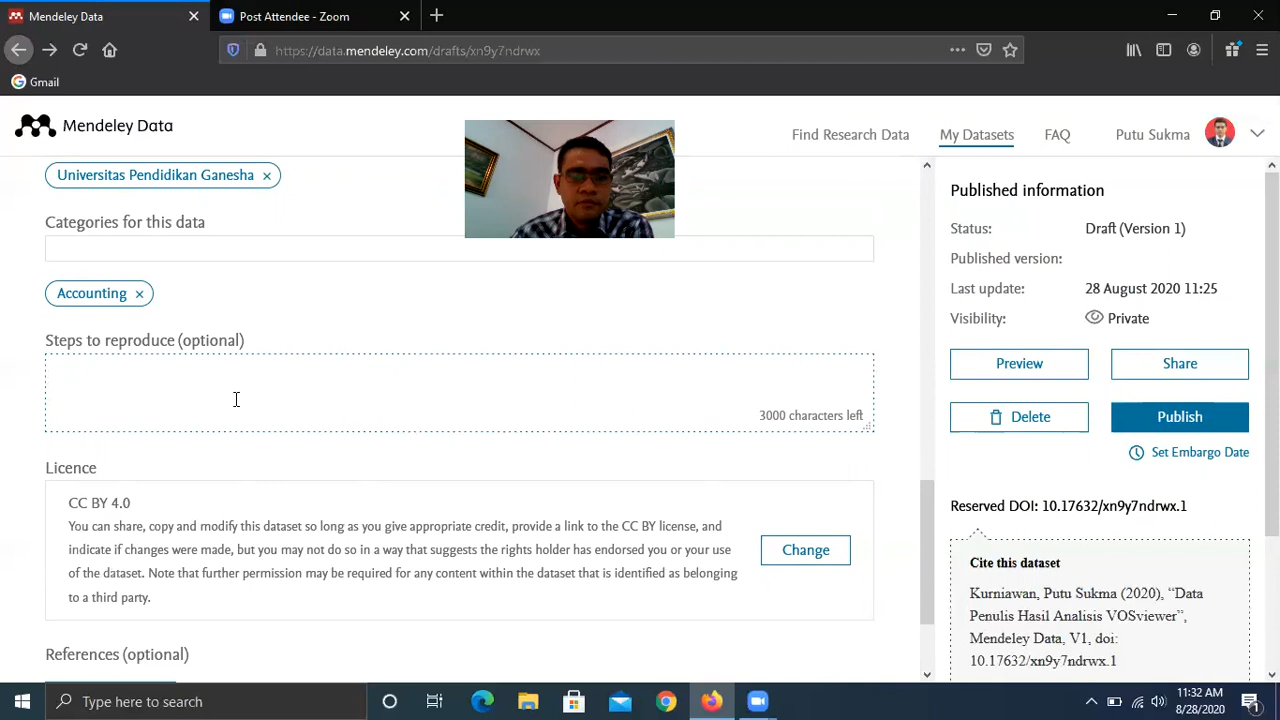 Mendeley Data
Post Attendee - Zoom
https://data.mendeley.com/drafts/xn9y7ndrwx
Gmail
Mendeley Data
Find Research Data
My Datasets
FAQ
Putu Sukma
Universitas Pendidikan Ganesha ×
Categories for this data
Accounting ×
Steps to reproduce (optional)
3000 characters left
Licence
CC BY 4.0
You can share, copy and modify this dataset so long as you give appropriate credit, provide a link to the CC BY license, and
indicate if changes were made, but you may not do so in a way that suggests the rights holder has endorsed you or your use
of the dataset. Note that further permission may be required for any content within the dataset that is identified as belonging
to a third party.
Change
References (optional)
Published information
Status: Draft (Version 1)
Published version:
Last update: 28 August 2020 11:25
Visibility: Private
Preview
Share
Delete
Publish
Set Embargo Date
Reserved DOI: 10.17632/xn9y7ndrwx.1
Cite this dataset
Kurniawan, Putu Sukma (2020), “Data
Penulis Hasil Analisis VOSviewer”,
Mendeley Data, V1, doi:
10.17632/xn9y7ndrwx.1
Type here to search
11:32 AM
8/28/2020
1